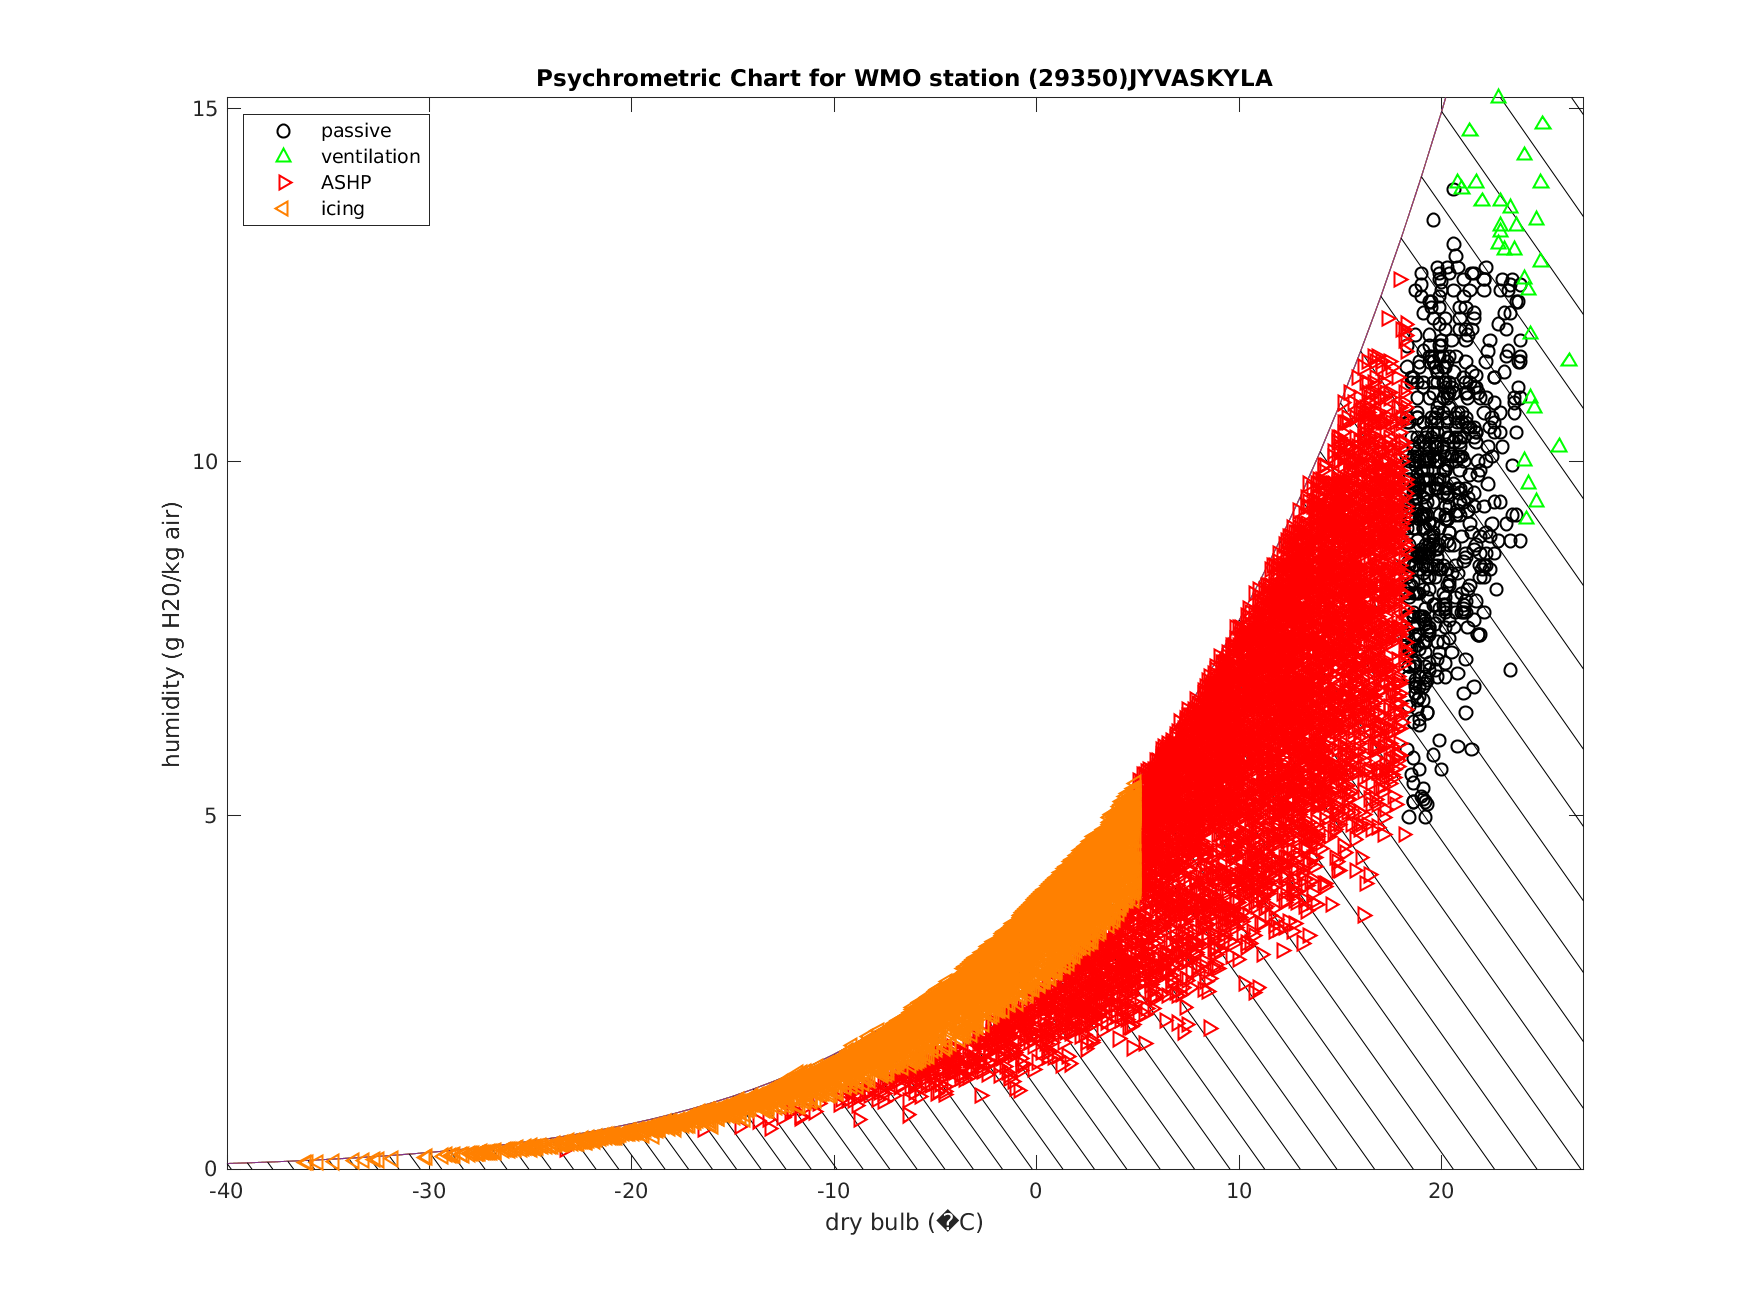 Psychrometric Chart for WMO station (29350)JYVASKYLA
15
passive
ventilation
ASHP
icing
10
humidity (g H20/kg air)
5
0
-40 -30 -20 -10 0 10 20
dry bulb (�C)